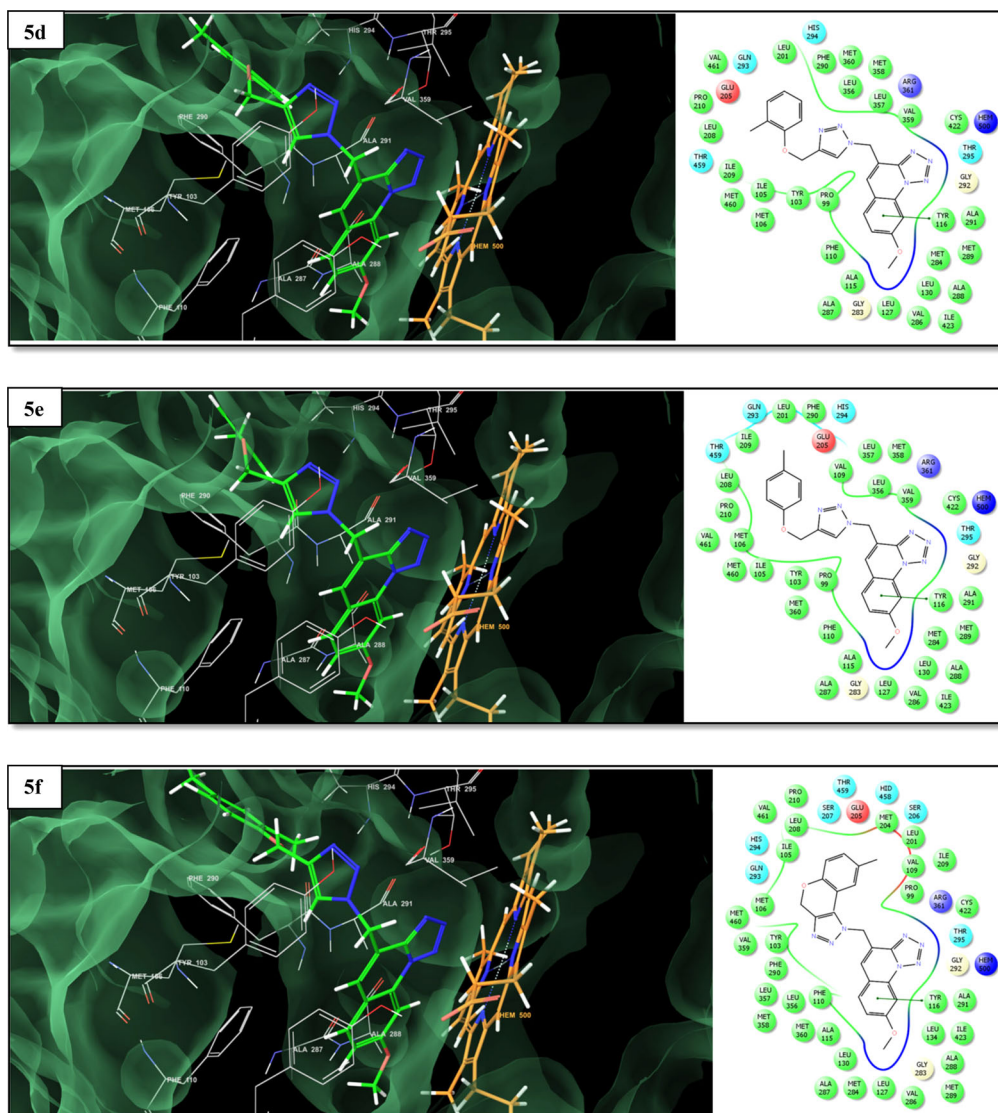 5d
HIS 294
THR 295
VAL 359
PHE 290
ALA 291
TYR 103
HEM 500
ALA 288
ALA 287
PHE 110
HIS 294
LEU 201
PHE 290
MET 360
MET 358
VAL 461
GLN 293
GLU 205
LEU 356
ARG 361
LEU 357
PRO 210
VAL 359
CYS 422
HEM 500
LEU 208
THR 295
THR 459
ILE 209
GLY 292
MET 460
ILE 105
TYR 103
PRO 99
MET 106
TYR 116
ALA 291
PHE 110
MET 284
MET 289
ALA 115
LEU 130
ALA 288
ALA 287
GLY 283
LEU 127
VAL 286
ILE 423
N
N
N
N
N
N
N
O
O
5e
HIS 294
THR 295
VAL 359
PHE 290
ALA 291
TYR 103
HEM 500
ALA 288
ALA 287
PHE 110
GLN 293
LEU 201
PHE 290
HIS 294
THR 459
ILE 209
GLU 205
LEU 357
MET 358
ARG 361
LEU 208
VAL 109
LEU 356
VAL 359
CYS 422
HEM 500
PRO 210
THR 295
VAL 461
MET 106
GLY 292
MET 460
ILE 105
TYR 103
PRO 99
MET 360
TYR 116
ALA 291
PHE 110
MET 284
MET 289
ALA 115
LEU 130
ALA 288
ALA 287
GLY 283
LEU 127
VAL 286
ILE 423
N
N
N
N
N
N
N
O
O
5f
HIS 294
THR 295
VAL 359
PHE 290
ALA 291
TYR 103
HEM 500
ALA 288
ALA 287
PHE 110
PRO 210
THR 459
HID 458
VAL 461
SER 207
GLU 205
SER 206
LEU 208
MET 204
LEU 201
HIS 294
ILE 105
VAL 109
ILE 209
GLN 293
PRO 99
ARG 361
CYS 422
MET 106
THR 295
MET 460
GLY 292
HEM 500
VAL 359
TYR 103
PHE 290
LEU 357
LEU 356
PHE 110
TYR 116
ALA 291
MET 358
MET 360
ALA 115
LEU 134
ILE 423
LEU 130
GLY 283
ALA 288
ALA 287
MET 284
LEU 127
VAL 286
MET 289
N
N
N
N
N
N
N
O
O